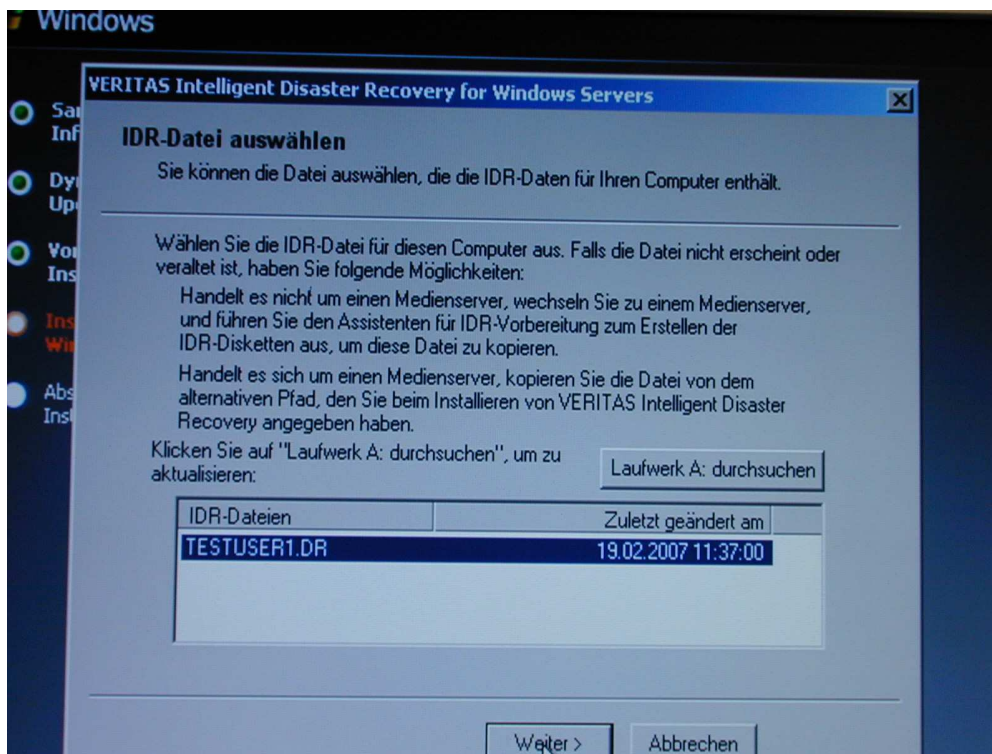 Windows
VERITAS Intelligent Disaster Recovery for Windows Servers
IDR-Datei auswählen
Sie können die Datei auswählen, die die IDR-Daten für Ihren Computer enthält.
Wählen Sie die IDR-Datei für diesen Computer aus. Falls die Datei nicht erscheint oder
veraltet ist, haben Sie folgende Möglichkeiten:
Handelt es nicht um einen Medienserver, wechseln Sie zu einem Medienserver,
und führen Sie den Assistenten für IDR-Vorbereitung zum Erstellen der
IDR-Disketten aus, um diese Datei zu kopieren.
Handelt es sich um einen Medienserver, kopieren Sie die Datei von dem
alternativen Pfad, den Sie beim Installieren von VERITAS Intelligent Disaster
Recovery angegeben haben.
Klicken Sie auf "Laufwerk A: durchsuchen", um zu
aktualisieren:
Laufwerk A: durchsuchen
IDR-Dateien Zuletzt geändert am
TESTUSER1.DR 19.02.2007 11:37:00
Weiter >
Abbrechen